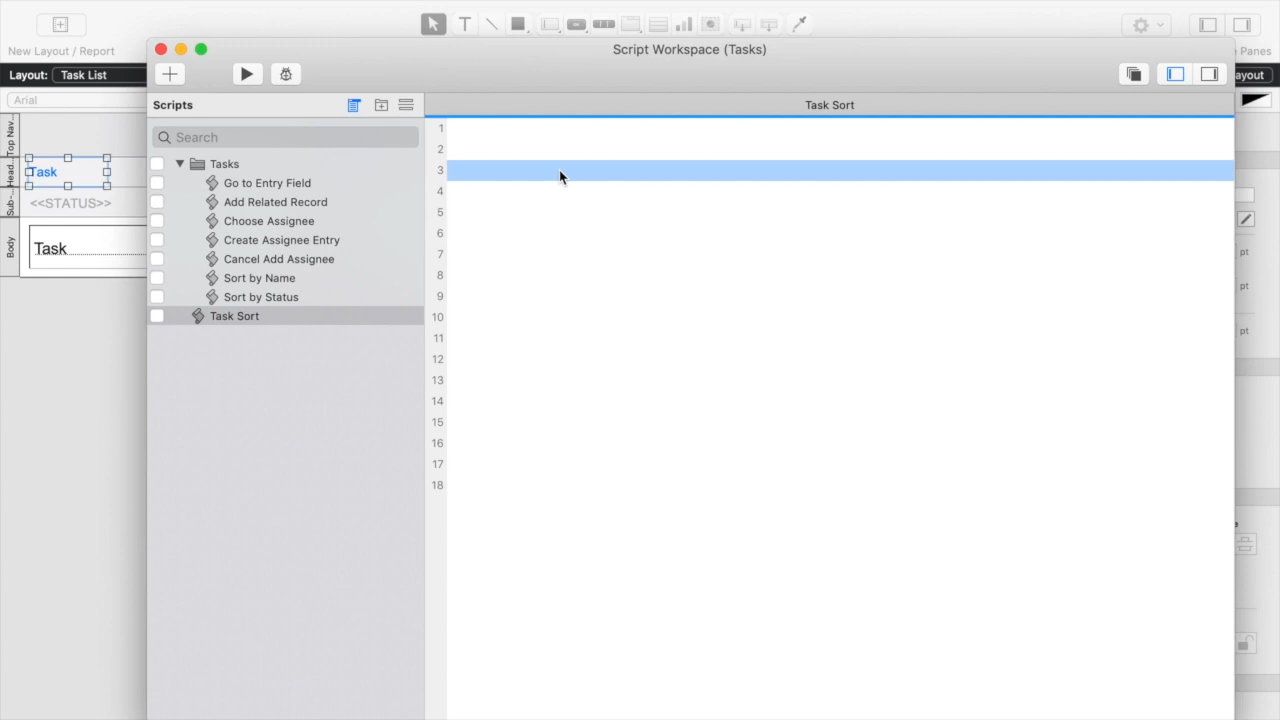 New Layout / Report
Panes
Script Workspace (Tasks)
Layout: Task List
ayout
Arial
Scripts
Task Sort
Search
Tasks
Go to Entry Field
Add Related Record
Choose Assignee
Create Assignee Entry
Cancel Add Assignee
Sort by Name
Sort by Status
Task Sort
1
2
3
4
5
6
7
8
9
10
11
12
13
14
15
16
17
18
Top Nav...
Head...
Sub-...
Body
Task
<<STATUS>>
Task
pt
pt
pt
e